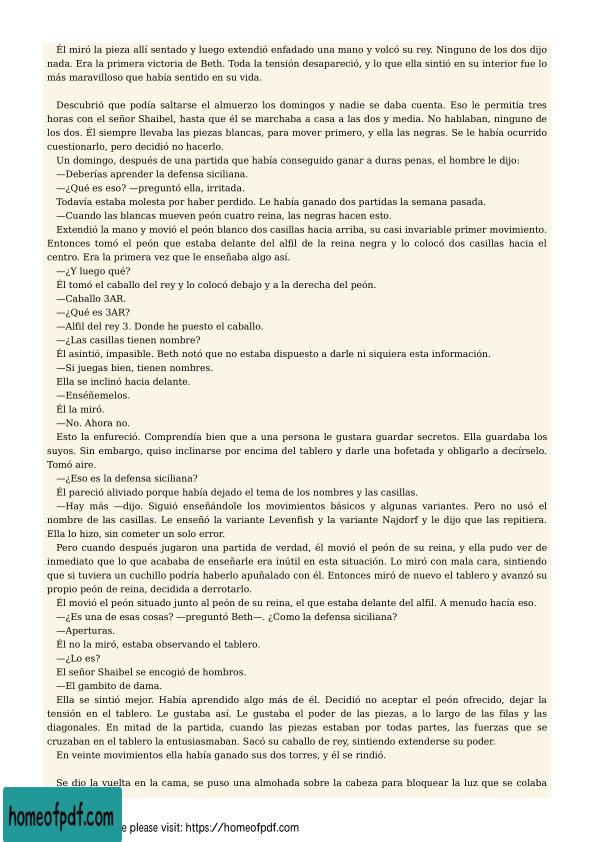 Él miró la pieza allí sentado y luego extendió enfadado una mano y volcó su rey. Ninguno de los dos dijo
nada. Era la primera victoria de Beth. Toda la tensión desapareció, y lo que ella sintió en su interior fue lo
más maravilloso que había sentido en su vida.
Descubrió que podía saltarse el almuerzo los domingos y nadie se daba cuenta. Eso le permitía tres
horas con el señor Shaibel, hasta que él se marchaba a casa a las dos y media. No hablaban, ninguno de
los dos. Él siempre llevaba las piezas blancas, para mover primero, y ella las negras. Se le había ocurrido
cuestionarlo, pero decidió no hacerlo.
Un domingo, después de una partida que había conseguido ganar a duras penas, el hombre le dijo:
—Deberías aprender la defensa siciliana.
—¿Qué es eso? —preguntó ella, irritada.
Todavía estaba molesta por haber perdido. Le había ganado dos partidas la semana pasada.
—Cuando las blancas mueven peón cuatro reina, las negras hacen esto.
Extendió la mano y movió el peón blanco dos casillas hacia arriba, su casi invariable primer movimiento.
Entonces tomó el peón que estaba delante del alfil de la reina negra y lo colocó dos casillas hacia el
centro. Era la primera vez que le enseñaba algo así.
—¿Y luego qué?
Él tomó el caballo del rey y lo colocó debajo y a la derecha del peón.
—Caballo 3AR.
—¿Qué es 3AR?
—Alfil del rey 3. Donde he puesto el caballo.
—¿Las casillas tienen nombre?
Él asintió, impasible. Beth notó que no estaba dispuesto a darle ni siquiera esta información.
—Si juegas bien, tienen nombres.
Ella se inclinó hacia delante.
—Enséñemelos.
Él la miró.
—No. Ahora no.
Esto la enfureció. Comprendía bien que a una persona le gustara guardar secretos. Ella guardaba los
suyos. Sin embargo, quiso inclinarse por encima del tablero y darle una bofetada y obligarlo a decírselo.
Tomó aire.
—¿Eso es la defensa siciliana?
Él pareció aliviado porque había dejado el tema de los nombres y las casillas.
—Hay más —dijo. Siguió enseñándole los movimientos básicos y algunas variantes. Pero no usó el
nombre de las casillas. Le enseñó la variante Levenfish y la variante Najdorf y le dijo que las repitiera.
Ella lo hizo, sin cometer un solo error.
Pero cuando después jugaron una partida de verdad, él movió el peón de su reina, y ella pudo ver de
inmediato que lo que acababa de enseñarle era inútil en esta situación. Lo miró con mala cara, sintiendo
que si tuviera un cuchillo podría haberlo apuñalado con él. Entonces miró de nuevo el tablero y avanzó su
propio peón de reina, decidida a derrotarlo.
Él movió el peón situado junto al peón de su reina, el que estaba delante del alfil. A menudo hacía eso.
—¿Es una de esas cosas? —preguntó Beth—. ¿Como la defensa siciliana?
—Aperturas.
Él no la miró, estaba observando el tablero.
—¿Lo es?
El señor Shaibel se encogió de hombros.
—El gambito de dama.
Ella se sintió mejor. Había aprendido algo más de él. Decidió no aceptar el peón ofrecido, dejar la
tensión en el tablero. Le gustaba así. Le gustaba el poder de las piezas, a lo largo de las filas y las
diagonales. En mitad de la partida, cuando las piezas estaban por todas partes, las fuerzas que se
cruzaban en el tablero la entusiasmaban. Sacó su caballo de rey, sintiendo extenderse su poder.
En veinte movimientos ella había ganado sus dos torres, y él se rindió.
Se dio la vuelta en la cama, se puso una almohada sobre la cabeza para bloquear la luz que se colaba
homeofpdf.com
e please visit: https://homeofpdf.com